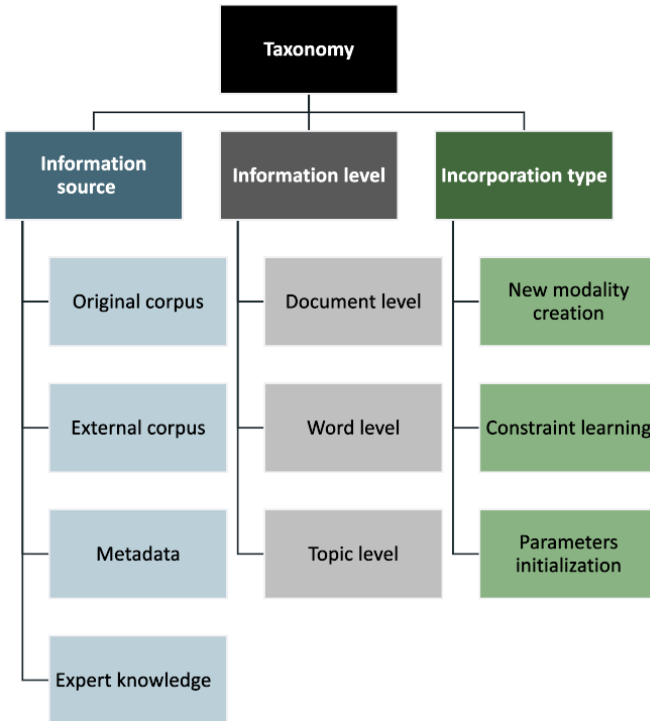 Taxonomy
Information
source
Information level
Incorporation type
Original corpus
Document level
New modality
creation
External corpus
Word level
Constraint learning
Metadata
Topic level
Parameters
initialization
Expert knowledge